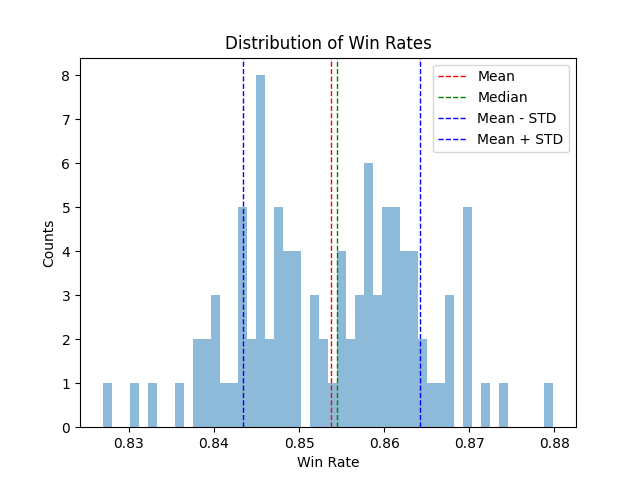 Distribution of Win Rates
Mean
Median
Mean - STD
Mean + STD
8
7
6
5
4
3
2
1
0
Counts
0.83 0.84 0.85 0.86 0.87 0.88
Win Rate